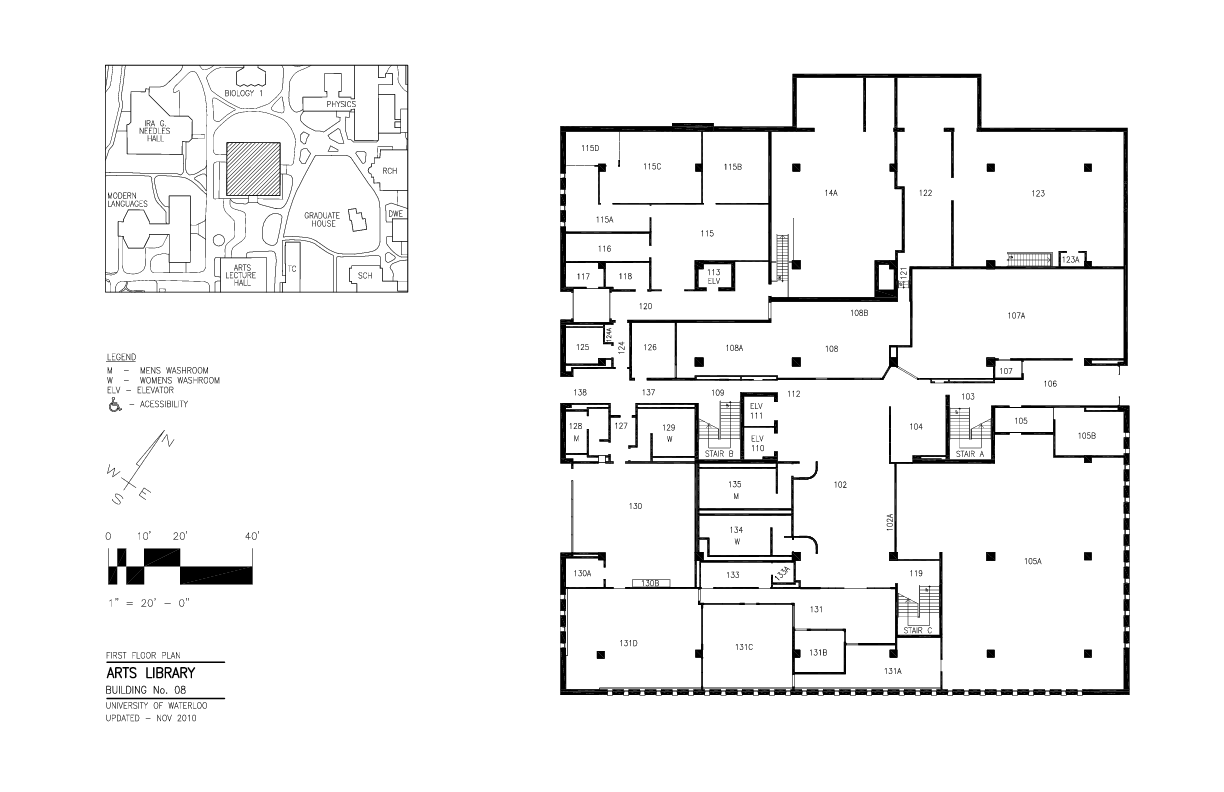 BIOLOGY 1
PHYSICS
IRA G.
NEEDLES
HALL
RCH
MODERN
LANGUAGES
GRADUATE
HOUSE
DWE
ARTS
LECTURE
HALL
TC
SCH
LEGEND
M – MENS WASHROOM
W – WOMENS WASHROOM
ELV – ELEVATOR
– ACESSIBILITY
N
W
S
E
0 10' 20' 40'
1" = 20' – 0"
FIRST FLOOR PLAN
ARTS LIBRARY
BUILDING No. 08
UNIVERSITY OF WATERLOO
UPDATED – NOV 2010
115D
115C
115B
14A
122
123
115A
115
116
117
118
113
ELV
121
123A
120
108B
107A
125
124A
124
126
108A
108
107
106
138
137
109
112
103
128
M
127
129
W
ELV
111
ELV
110
STAIR B
104
STAIR A
105
105B
135
M
102
130
134
W
102A
105A
130A
130B
133
133A
119
131
STAIR C
131D
131C
131B
131A